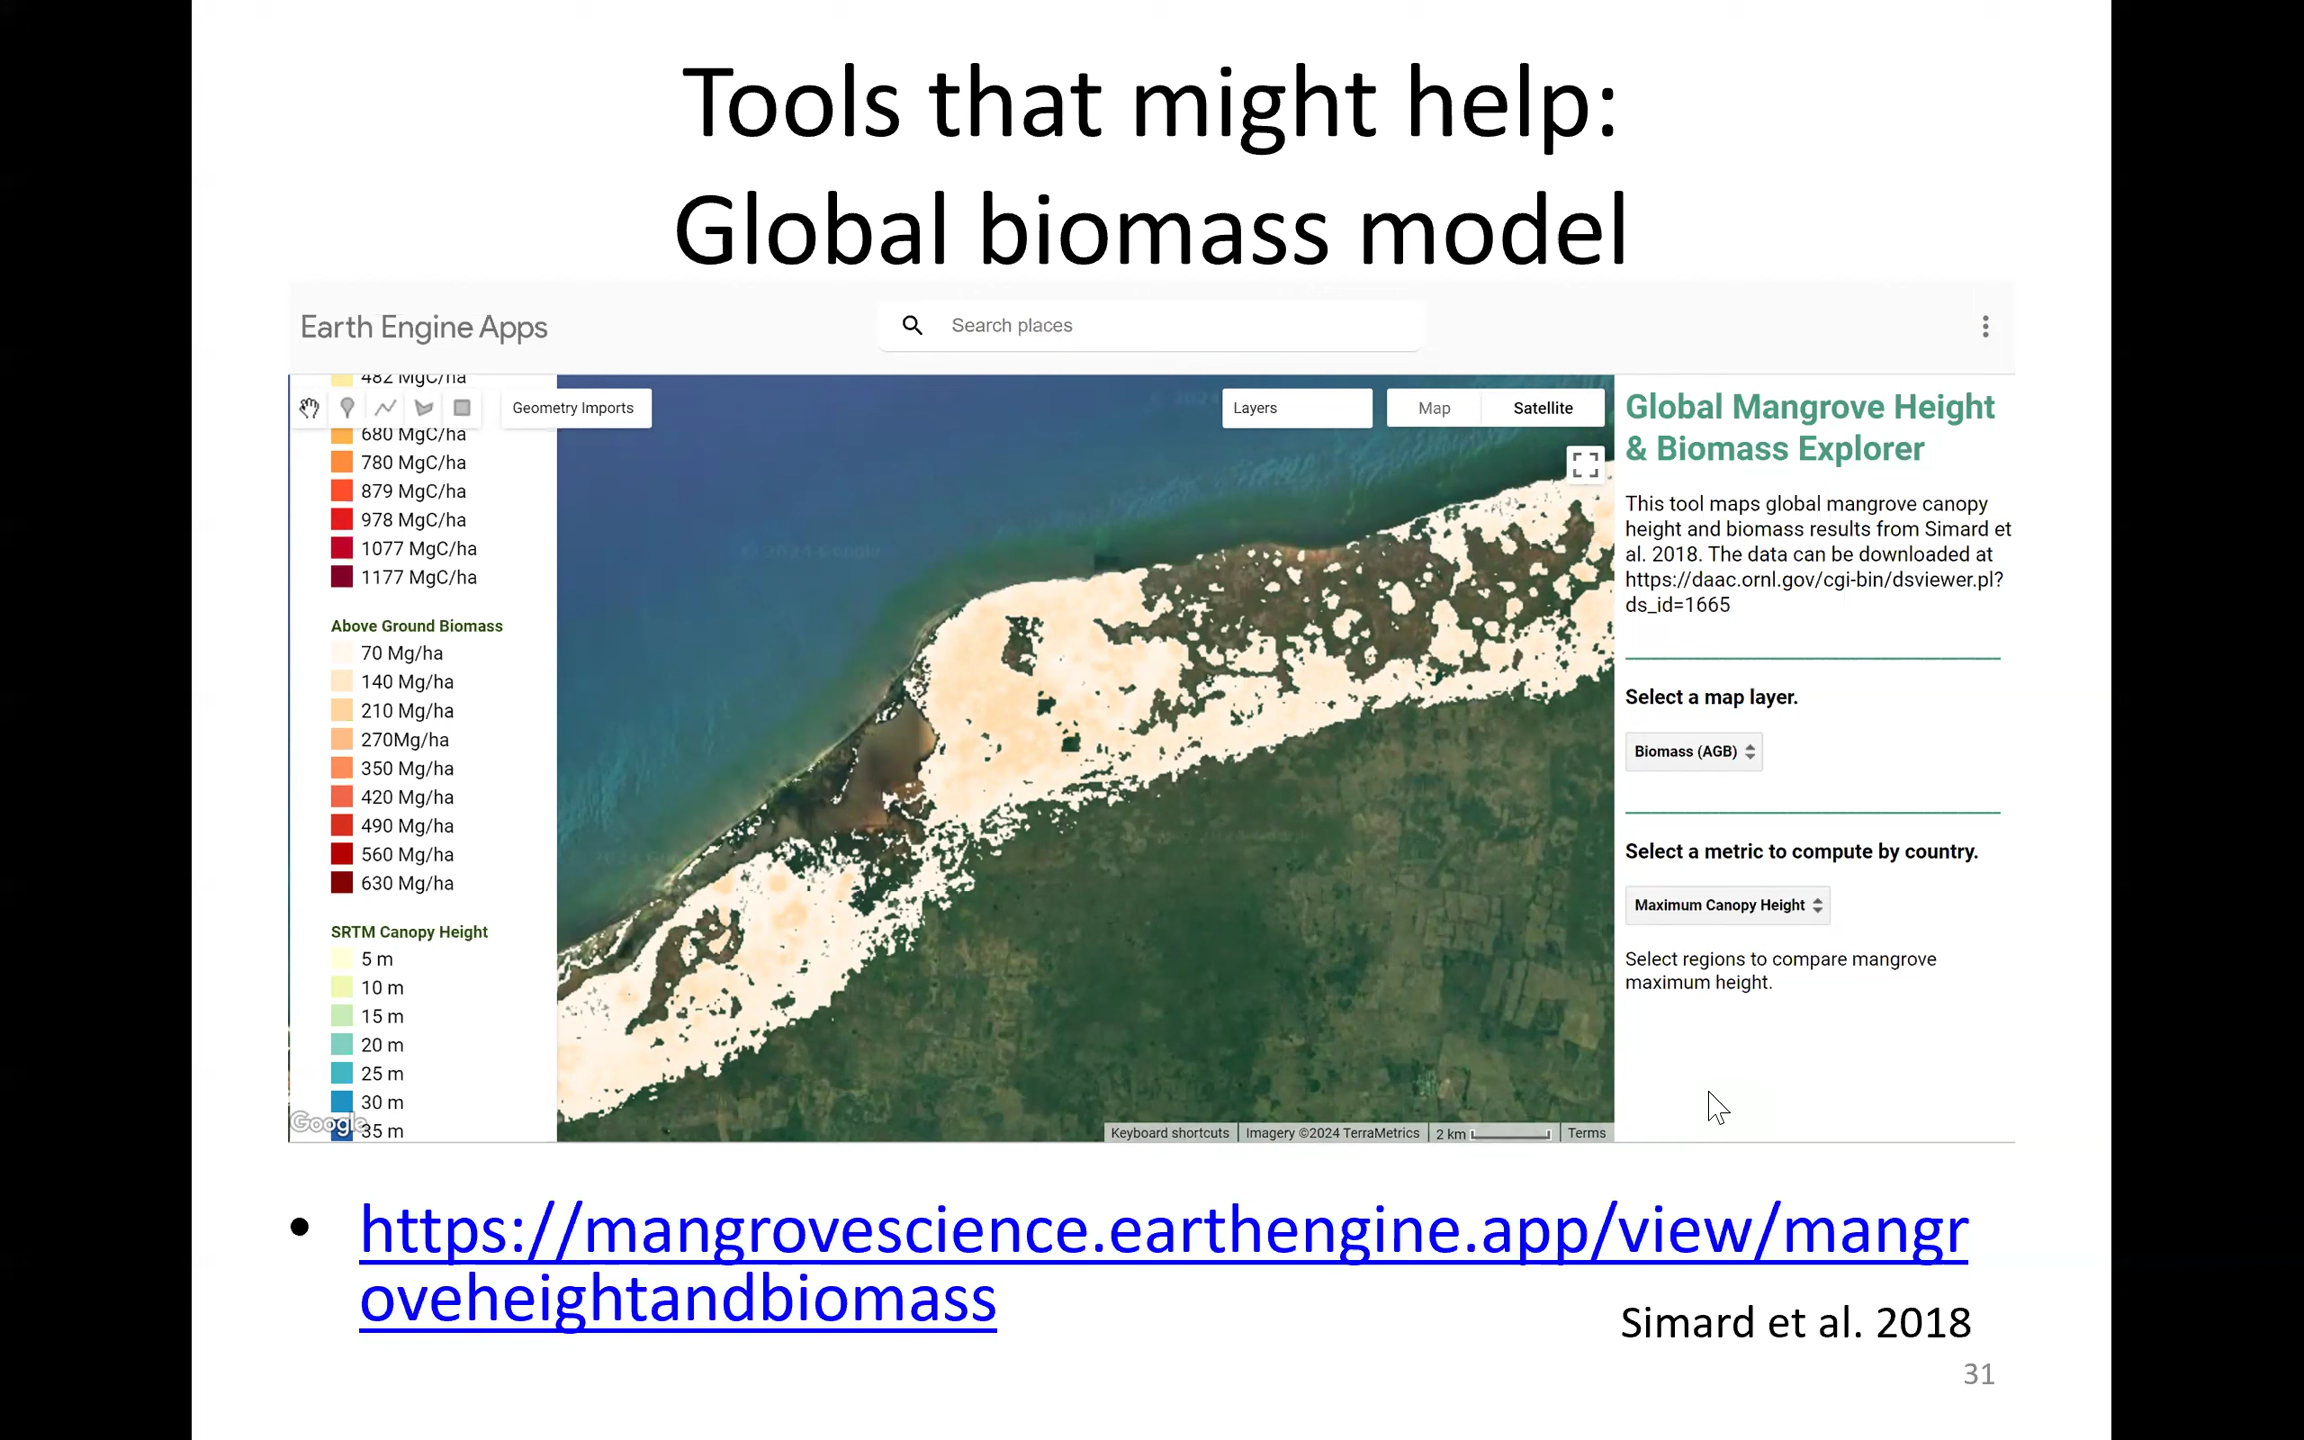 Tools that might help:
Global biomass model
Earth Engine Apps
Search places
482 MgC/ha
Geometry Imports
680 MgC/ha
780 MgC/ha
879 MgC/ha
978 MgC/ha
1077 MgC/ha
1177 MgC/ha
Above Ground Biomass
70 Mg/ha
140 Mg/ha
210 Mg/ha
270Mg/ha
350 Mg/ha
420 Mg/ha
490 Mg/ha
560 Mg/ha
630 Mg/ha
SRTM Canopy Height
5 m
10 m
15 m
20 m
25 m
30 m
35 m
Google
Layers
Map
Satellite
© 2024 Google
Keyboard shortcuts
Imagery ©2024 TerraMetrics
2 km
Terms
Global Mangrove Height
& Biomass Explorer
This tool maps global mangrove canopy
height and biomass results from Simard et
al. 2018. The data can be downloaded at
https://daac.ornl.gov/cgi-bin/dsviewer.pl?
ds_id=1665
Select a map layer.
Biomass (AGB)
Select a metric to compute by country.
Maximum Canopy Height
Select regions to compare mangrove
maximum height.
• https://mangrovescience.earthengine.app/view/mangr
oveheightandbiomass
Simard et al. 2018
31